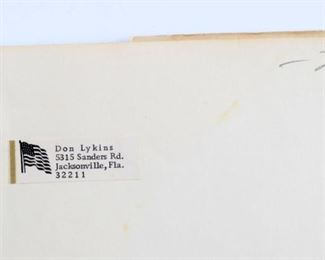 Don Lykins
5315 Sanders Rd.
Jacksonville, Fla.
32211